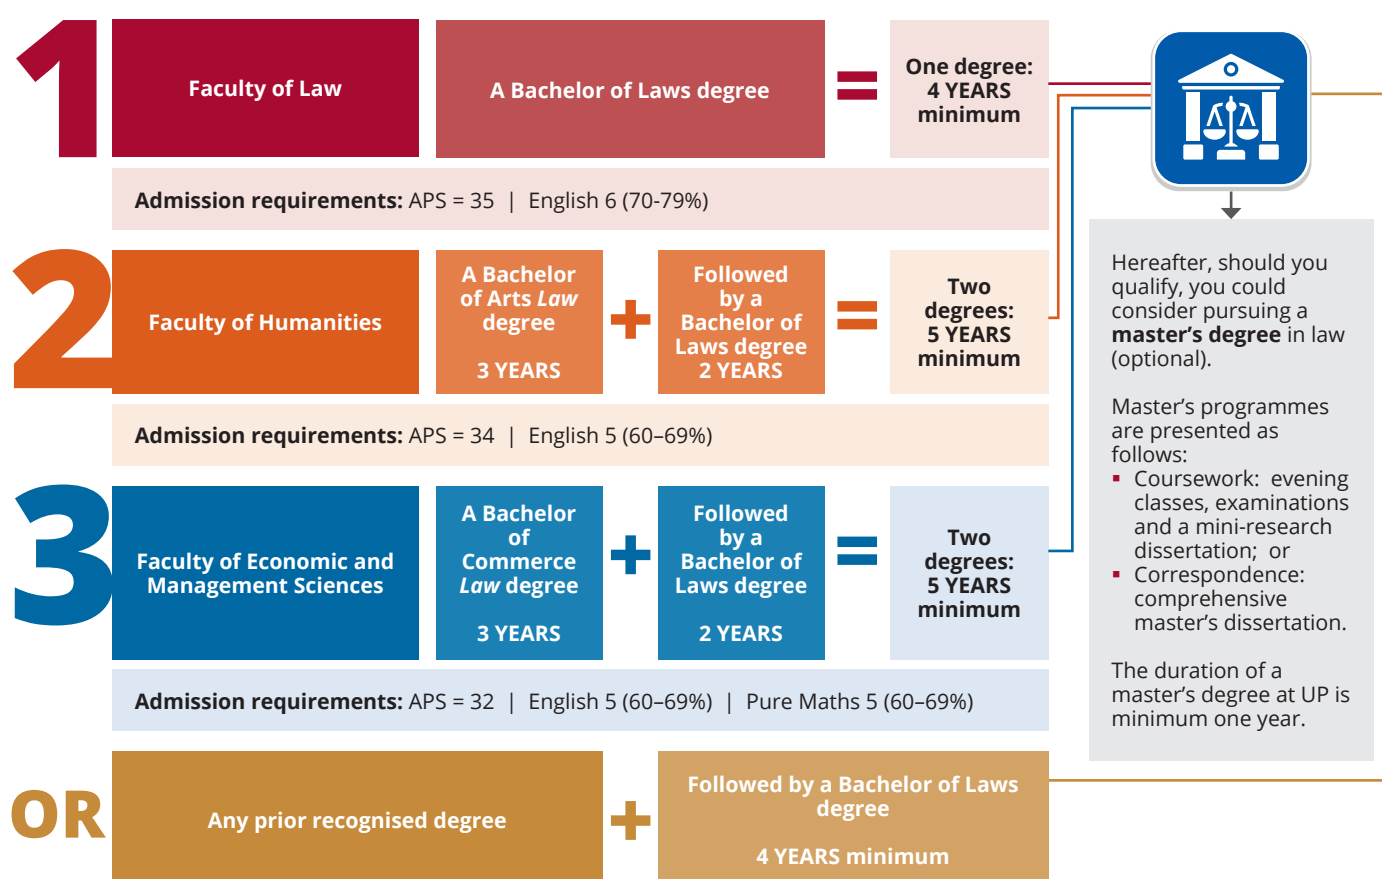 1
Faculty of Law
A Bachelor of Laws degree
=
One degree:
4 YEARS
minimum
Admission requirements: APS = 35 | English 6 (70-79%)
2
Faculty of Humanities
A Bachelor
of Arts Law
degree
3 YEARS
+
Followed
by a
Bachelor of
Laws degree
2 YEARS
=
Two
degrees:
5 YEARS
minimum
Admission requirements: APS = 34 | English 5 (60–69%)
3
Faculty of Economic and
Management Sciences
A Bachelor
of
Commerce
Law degree
3 YEARS
+
Followed
by a
Bachelor of
Laws degree
2 YEARS
=
Two
degrees:
5 YEARS
minimum
Admission requirements: APS = 32 | English 5 (60–69%) | Pure Maths 5 (60–69%)
OR
Any prior recognised degree
+
Followed by a Bachelor of Laws
degree
4 YEARS minimum
Hereafter, should you
qualify, you could
consider pursuing a
master’s degree in law
(optional).
Master’s programmes
are presented as
follows:
▪ Coursework: evening
classes, examinations
and a mini-research
dissertation; or
▪ Correspondence:
comprehensive
master’s dissertation.
The duration of a
master’s degree at UP is
minimum one year.